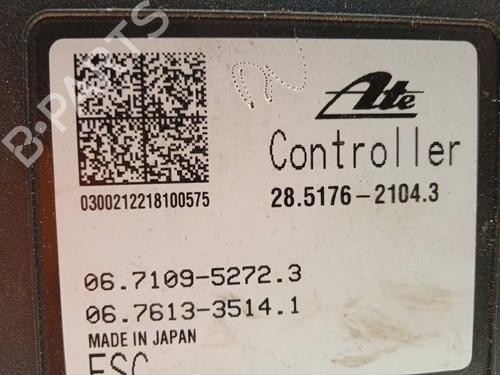 Ate
Controller
28.5176-2104.3
0300212218100575
06.7109-5272.3
06.7613-3514.1
MADE IN JAPAN
ESC
B-PARTS